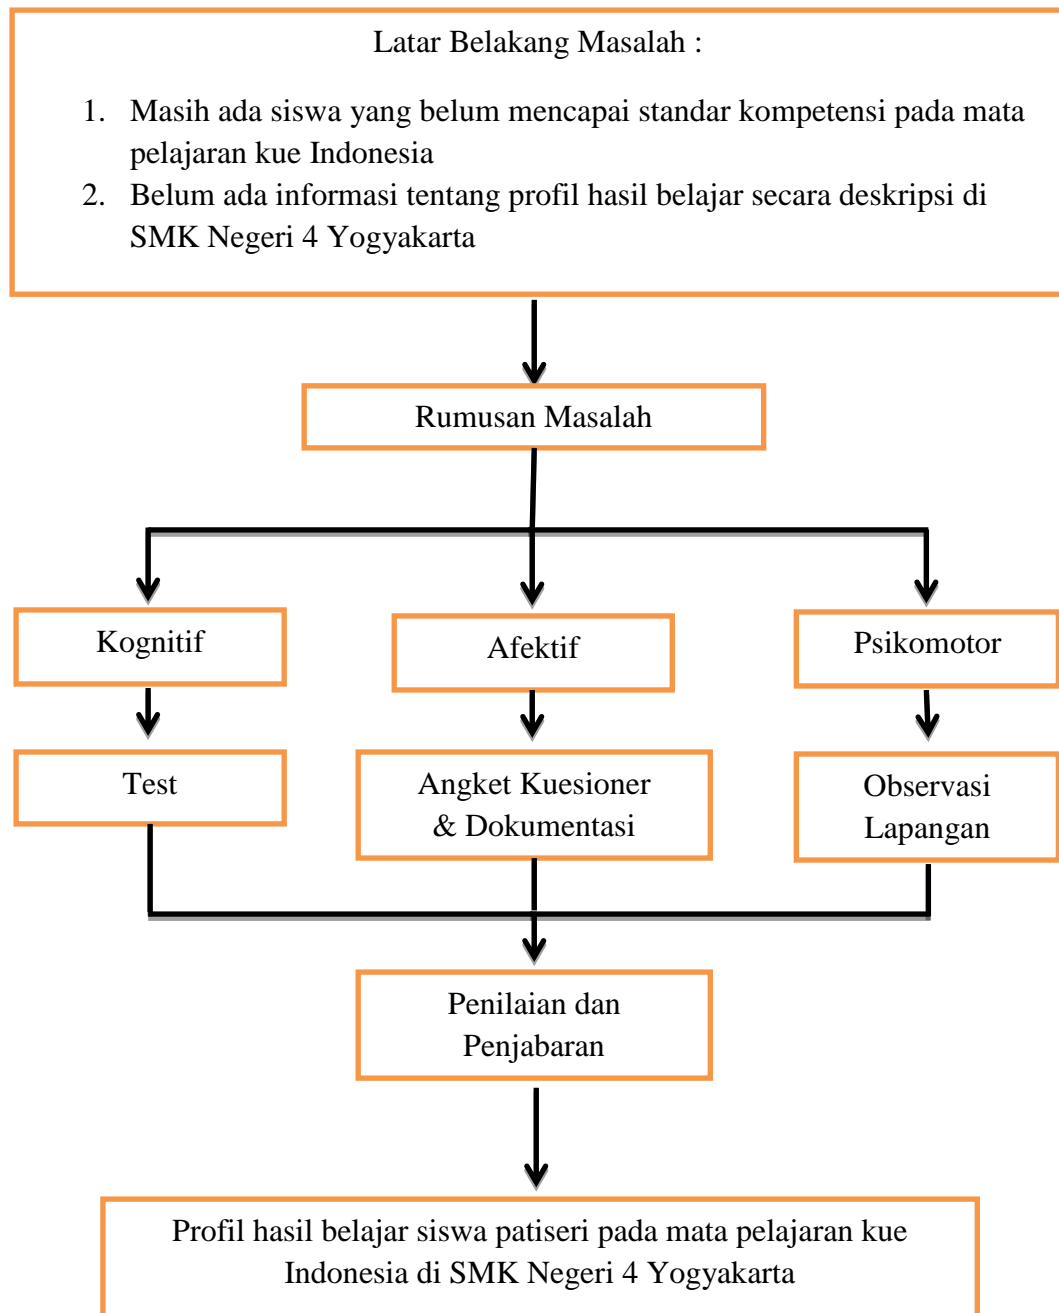 Latar Belakang Masalah :
1. Masih ada siswa yang belum mencapai standar kompetensi pada mata
pelajaran kue Indonesia
2. Belum ada informasi tentang profil hasil belajar secara deskripsi di
SMK Negeri 4 Yogyakarta
Rumusan Masalah
Kognitif
Afektif
Psikomotor
Test
Angket Kuesioner
& Dokumentasi
Observasi
Lapangan
Penilaian dan
Penjabaran
Profil hasil belajar siswa patiseri pada mata pelajaran kue
Indonesia di SMK Negeri 4 Yogyakarta